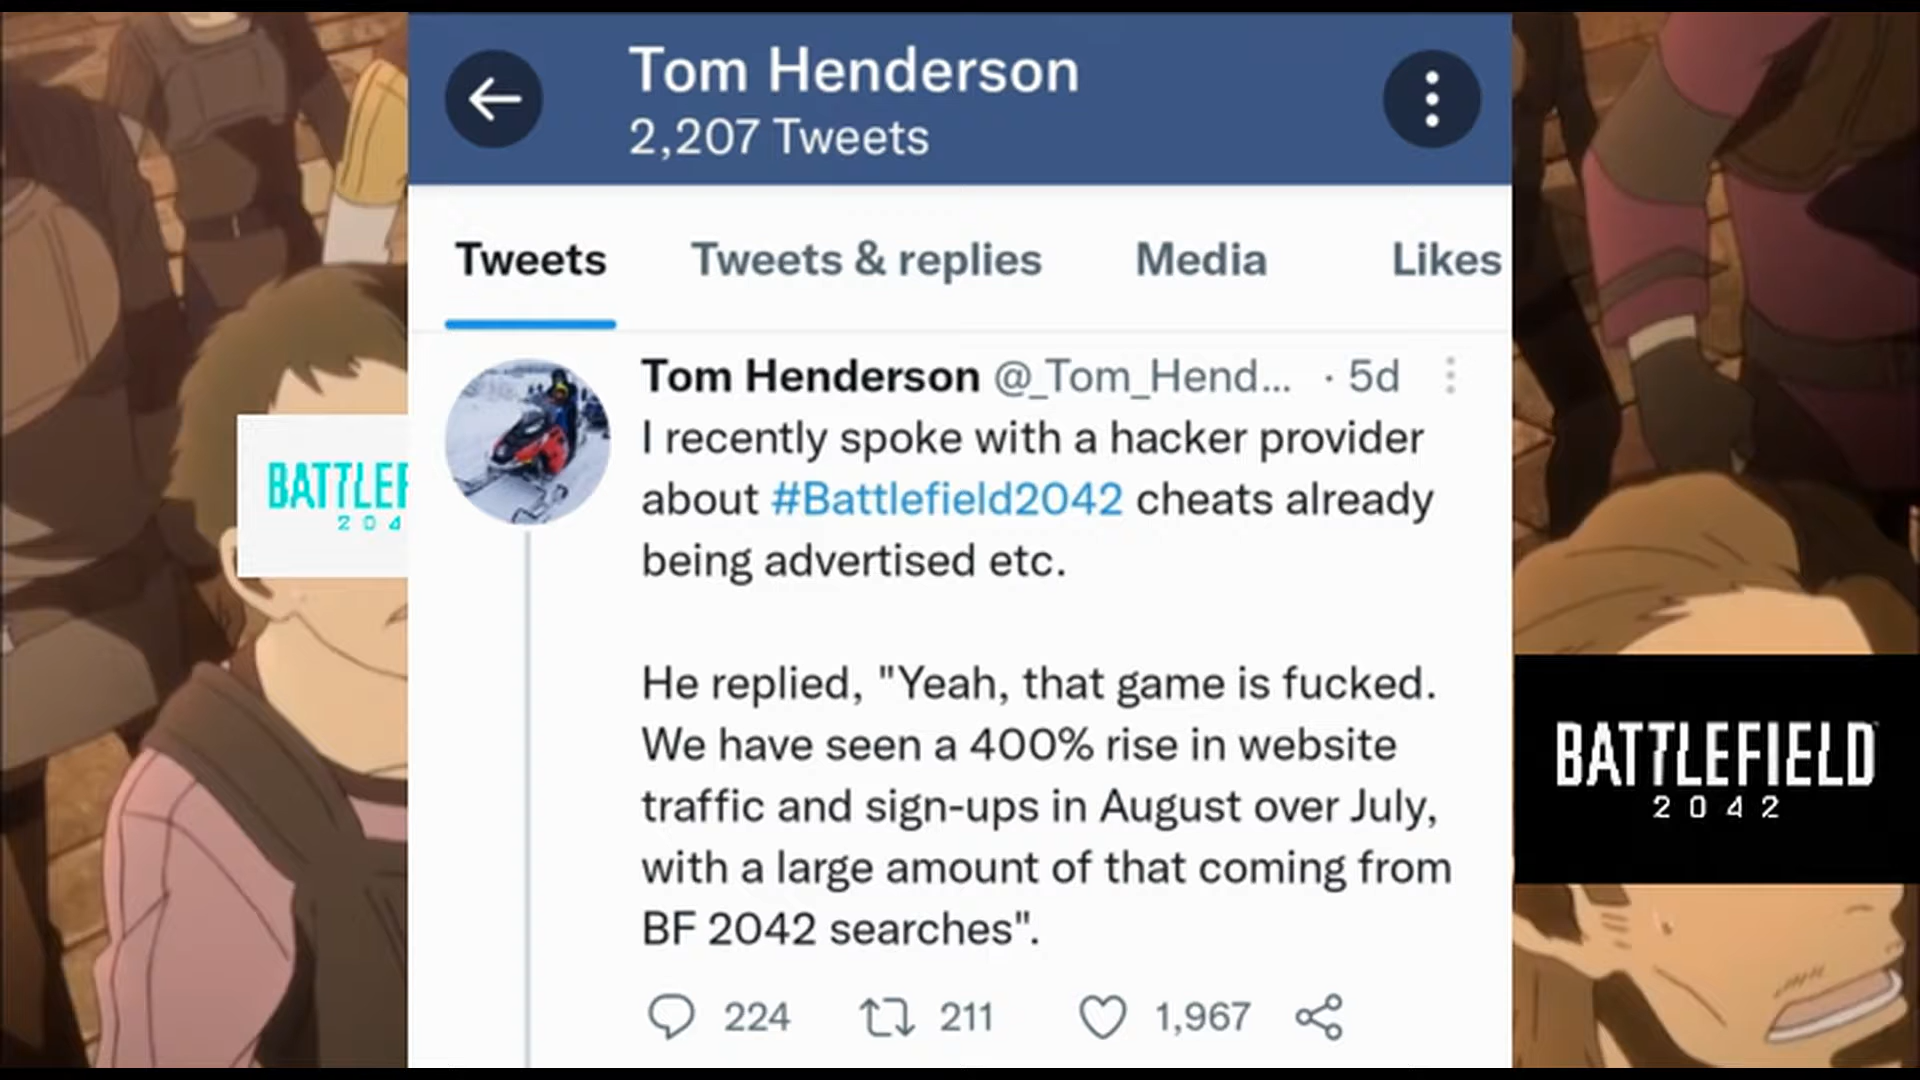 Tom Henderson
2,207 Tweets
Tweets Tweets & replies Media Likes
Tom Henderson @_Tom_Hend... · 5d
I recently spoke with a hacker provider
about #Battlefield2042 cheats already
being advertised etc.
He replied, "Yeah, that game is fucked.
We have seen a 400% rise in website
traffic and sign-ups in August over July,
with a large amount of that coming from
BF 2042 searches".
224 211 1,967
BATTLEF
204
BATTLEFIELD
2042